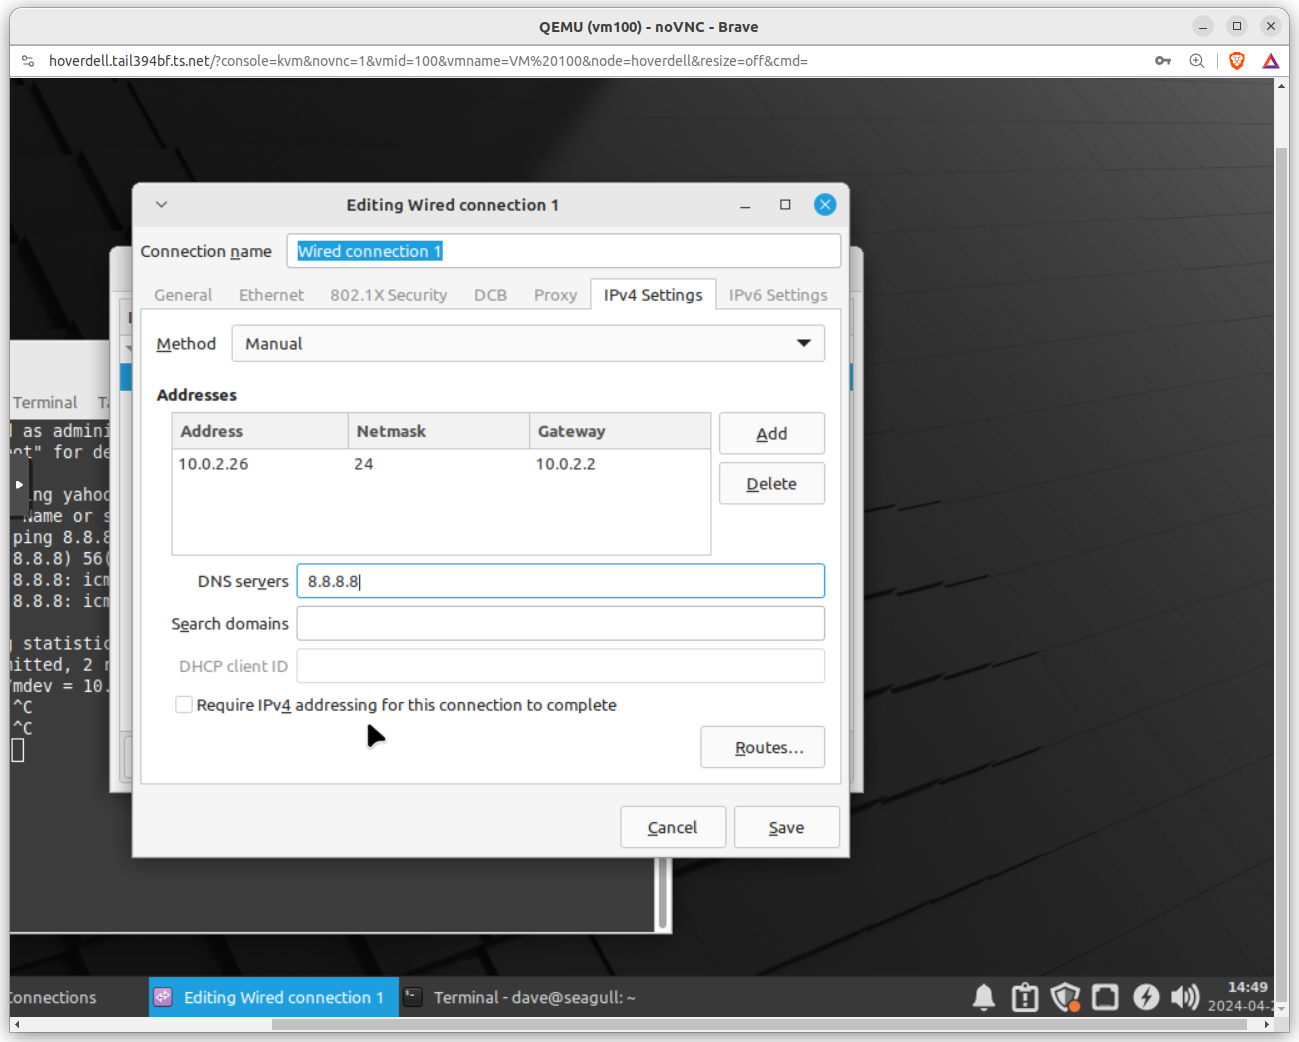 QEMU (vm100) - noVNC - Brave
hoverdell.tail394bf.ts.net/?console=kvm&novnc=1&vmid=100&vmname=VM%20100&node=hoverdell&resize=off&cmd=
Editing Wired connection 1
Connection name Wired connection 1
General Ethernet 802.1X Security DCB Proxy IPv4 Settings IPv6 Settings
Method Manual
Addresses
Address Netmask Gateway
10.0.2.26 24 10.0.2.2
Add
Delete
DNS servers 8.8.8.8
Search domains
DHCP client ID
Require IPv4 addressing for this connection to complete
Routes...
Cancel Save
Terminal
as admini
" for de
ng yahoo
Name or s
ping 8.8.8
8.8.8) 56(
8.8.8: icm
8.8.8: icm
statistic
itted, 2 r
mdev = 10.
^C
^C
onnections
Editing Wired connection 1
Terminal - dave@seagull: ~
14:49
2024-04-2